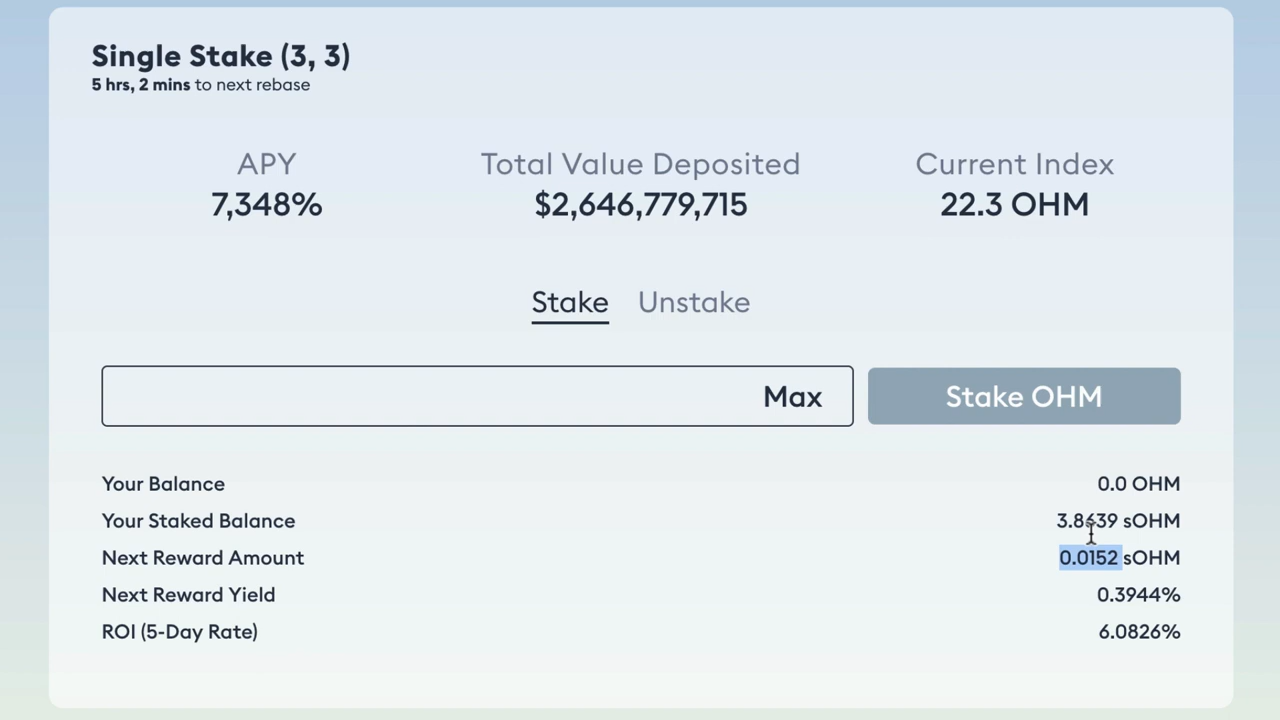 Single Stake (3, 3)
5 hrs, 2 mins to next rebase
APY Total Value Deposited Current Index
7,348% $2,646,779,715 22.3 OHM
Stake Unstake
Max Stake OHM
Your Balance 0.0 OHM
Your Staked Balance sOHM
Next Reward Amount 0.0152 sOHM
Next Reward Yield 0.3944%
ROI (5-Day Rate) 6.0826%